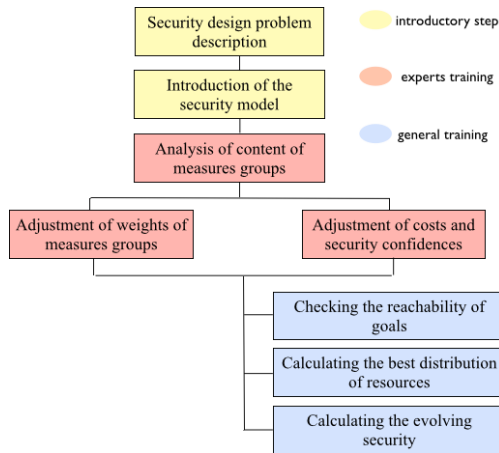 Security design problem
description
introductory step
Introduction of the
security model
experts training
Analysis of content of
measures groups
general training
Adjustment of weights of
measures groups
Adjustment of costs and
security confidences
Checking the reachability of
goals
Calculating the best distribution
of resources
Calculating the evolving
security